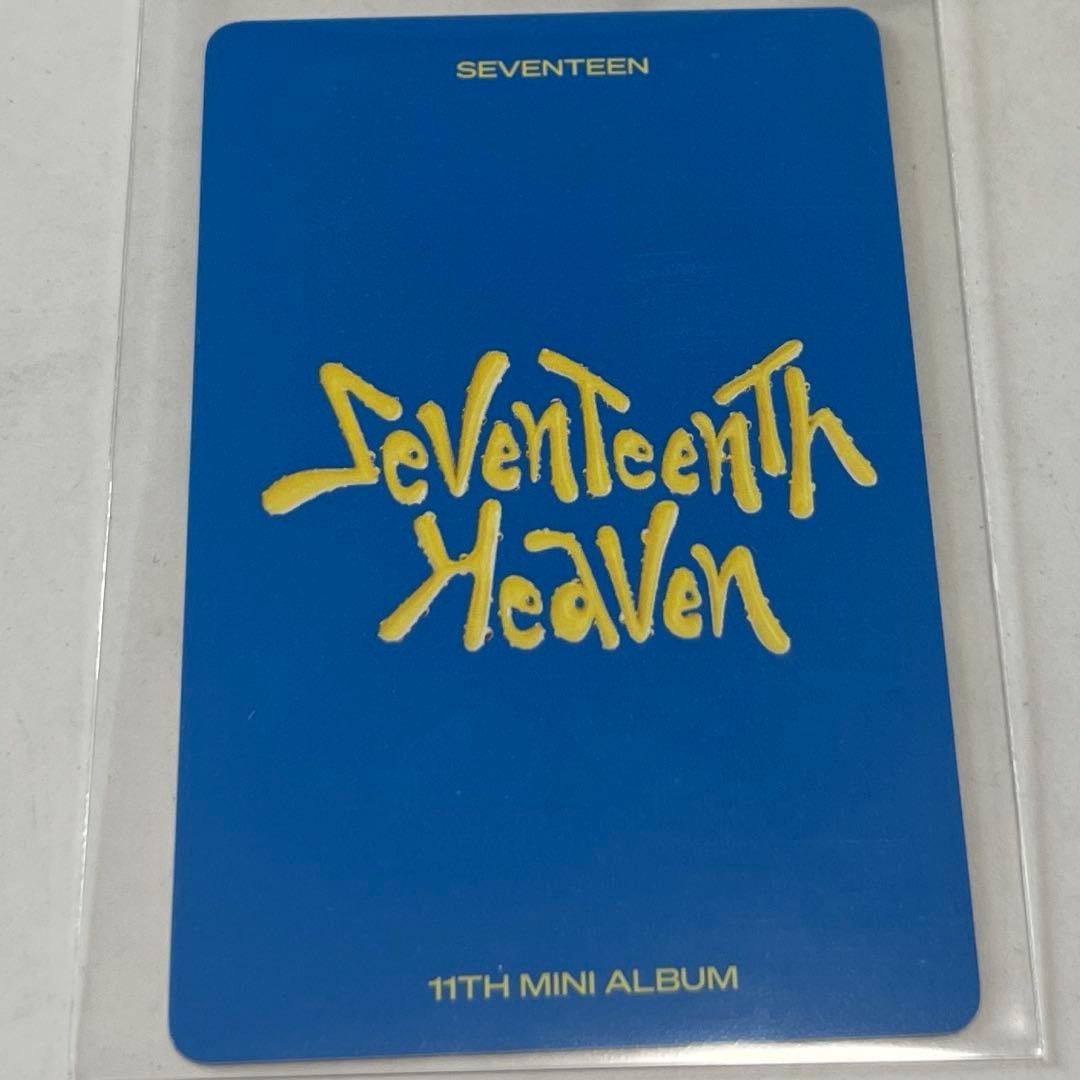 SEVENTEEN
SevenTeenTh
Heaven
11TH MINI ALBUM